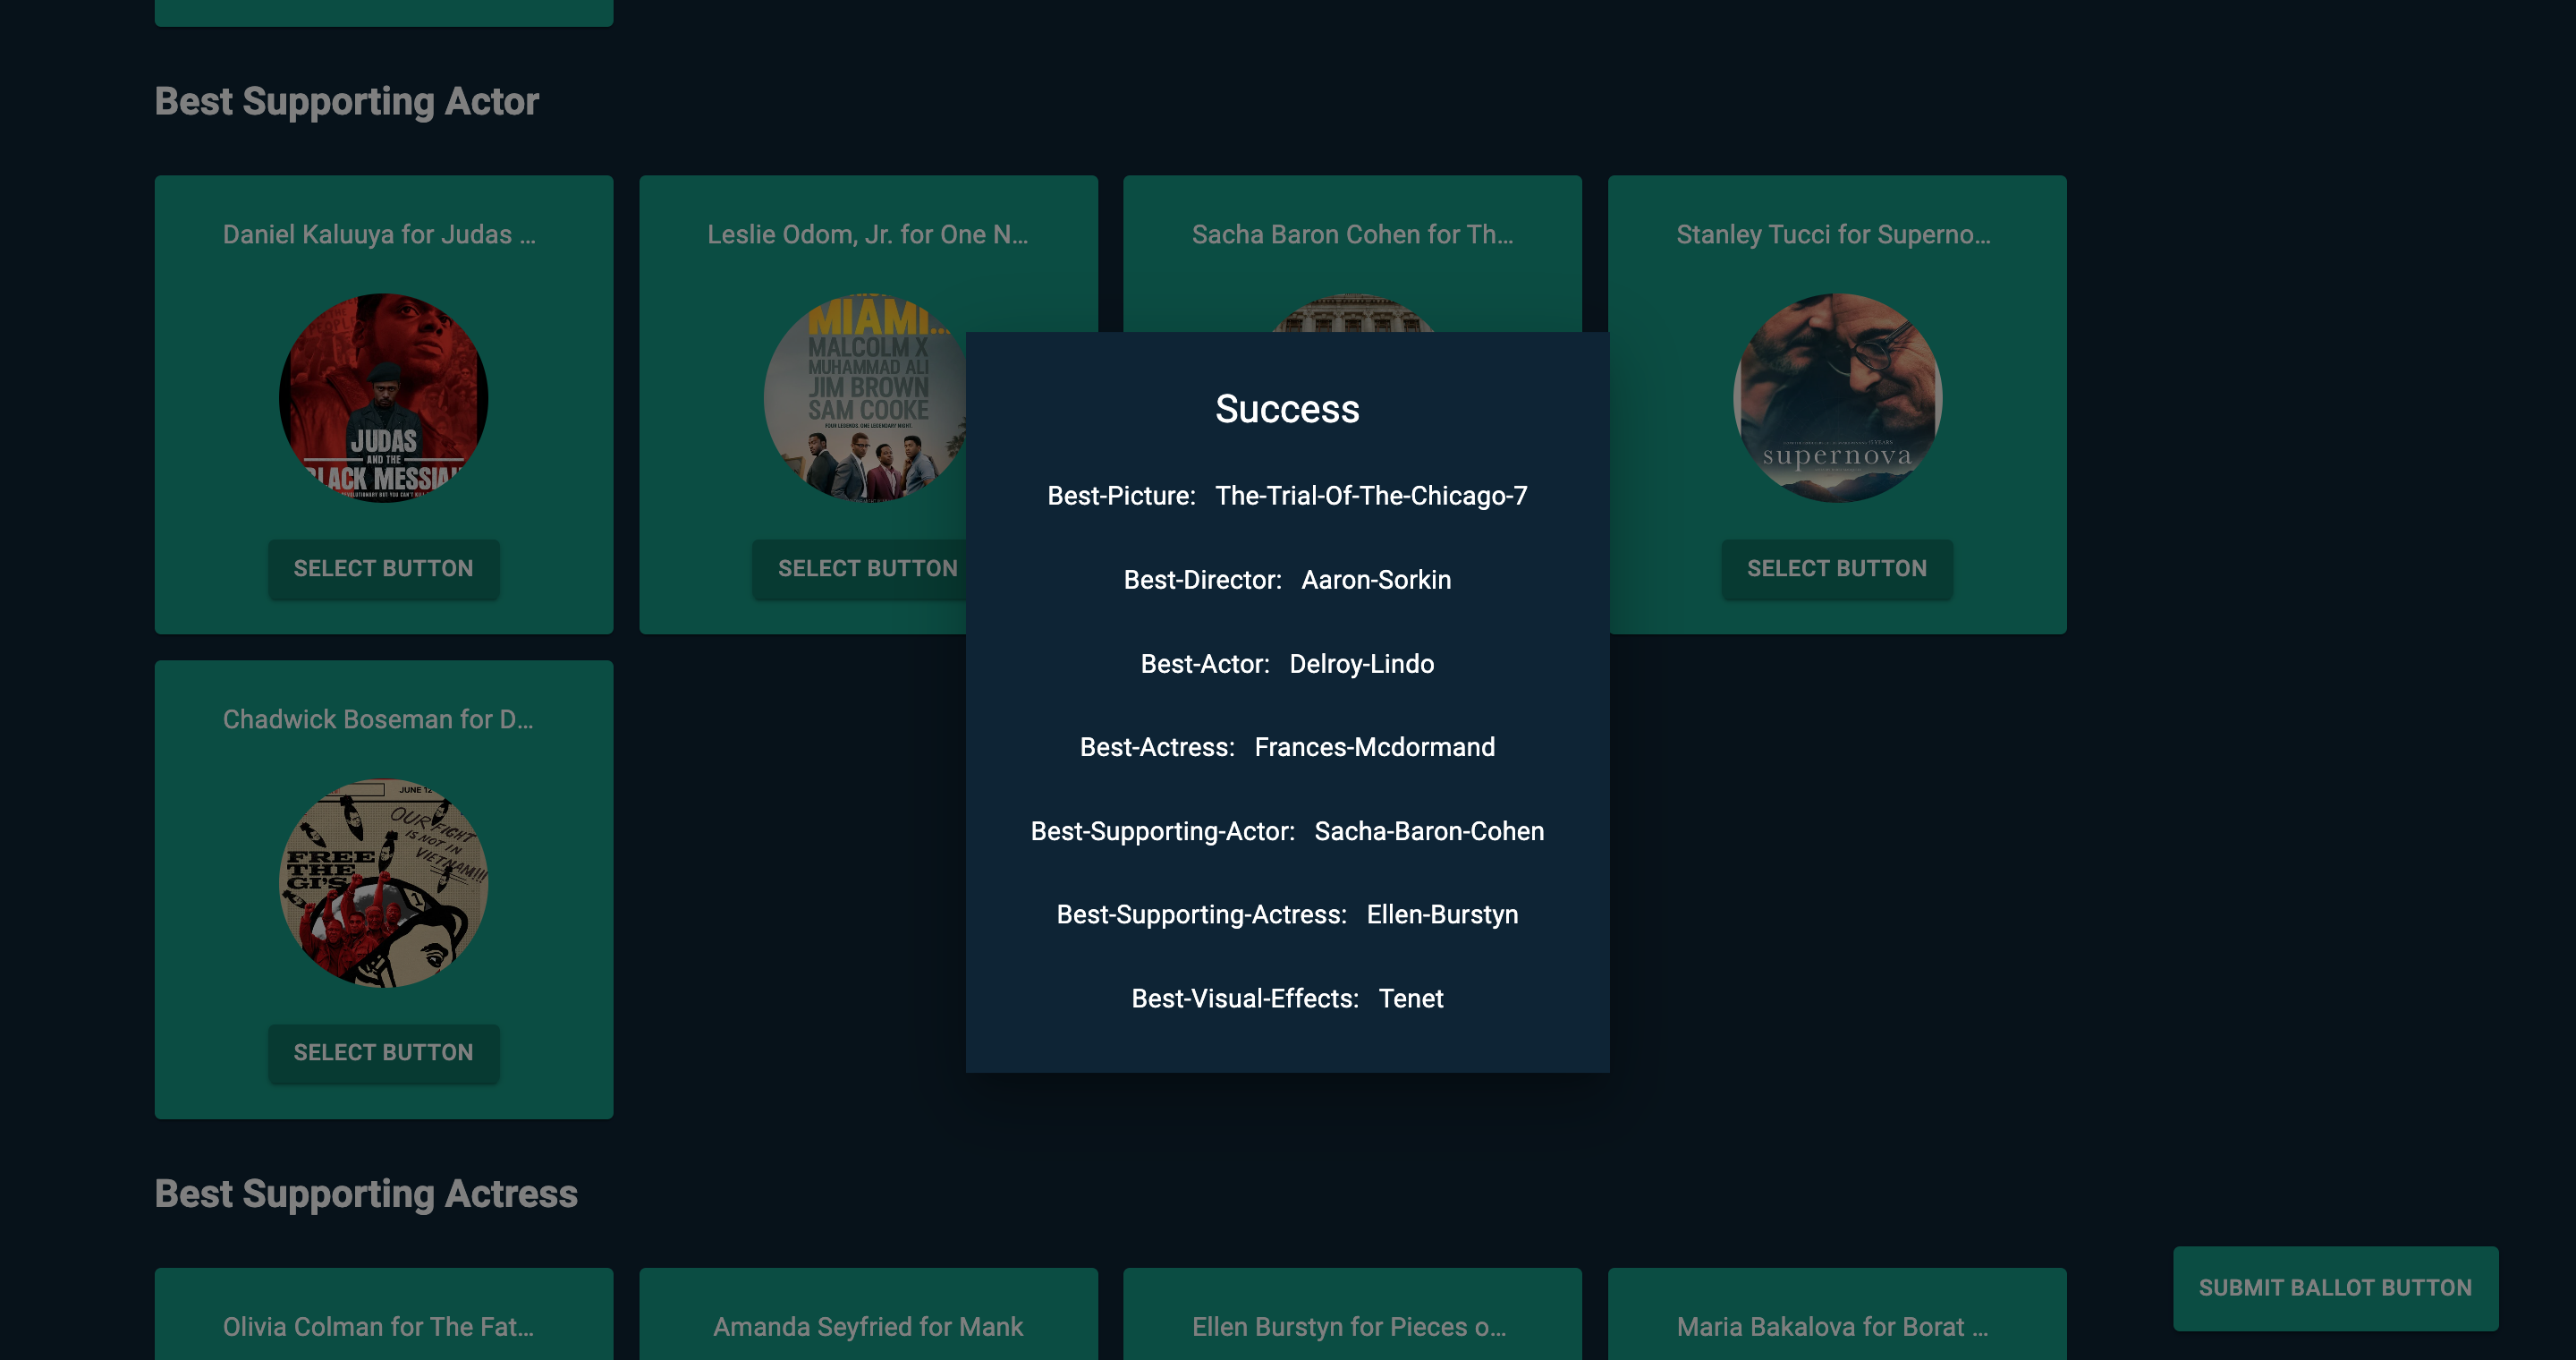 Best Supporting Actor
Daniel Kaluuya for Judas ...
Leslie Odom, Jr. for One N...
Sacha Baron Cohen for Th...
Stanley Tucci for Superno...
JUDAS
AND THE
BLACK MESSIAH
MIAMI...
MALCOLM X
MUHAMMAD ALI
JIM BROWN
SAM COOKE
FOUR LEGENDS. ONE LEGENDARY NIGHT.
supernova
SELECT BUTTON
SELECT BUTTON
SELECT BUTTON
Success
Best-Picture: The-Trial-Of-The-Chicago-7
Best-Director: Aaron-Sorkin
Best-Actor: Delroy-Lindo
Best-Actress: Frances-Mcdormand
Best-Supporting-Actor: Sacha-Baron-Cohen
Best-Supporting-Actress: Ellen-Burstyn
Best-Visual-Effects: Tenet
Chadwick Boseman for D...
JUNE 12
OUR FIGHT
IS NOT IN
VIETNAM!!!
FREE
THE
GI'S
SELECT BUTTON
Best Supporting Actress
Olivia Colman for The Fat...
Amanda Seyfried for Mank
Ellen Burstyn for Pieces o...
Maria Bakalova for Borat ...
SUBMIT BALLOT BUTTON